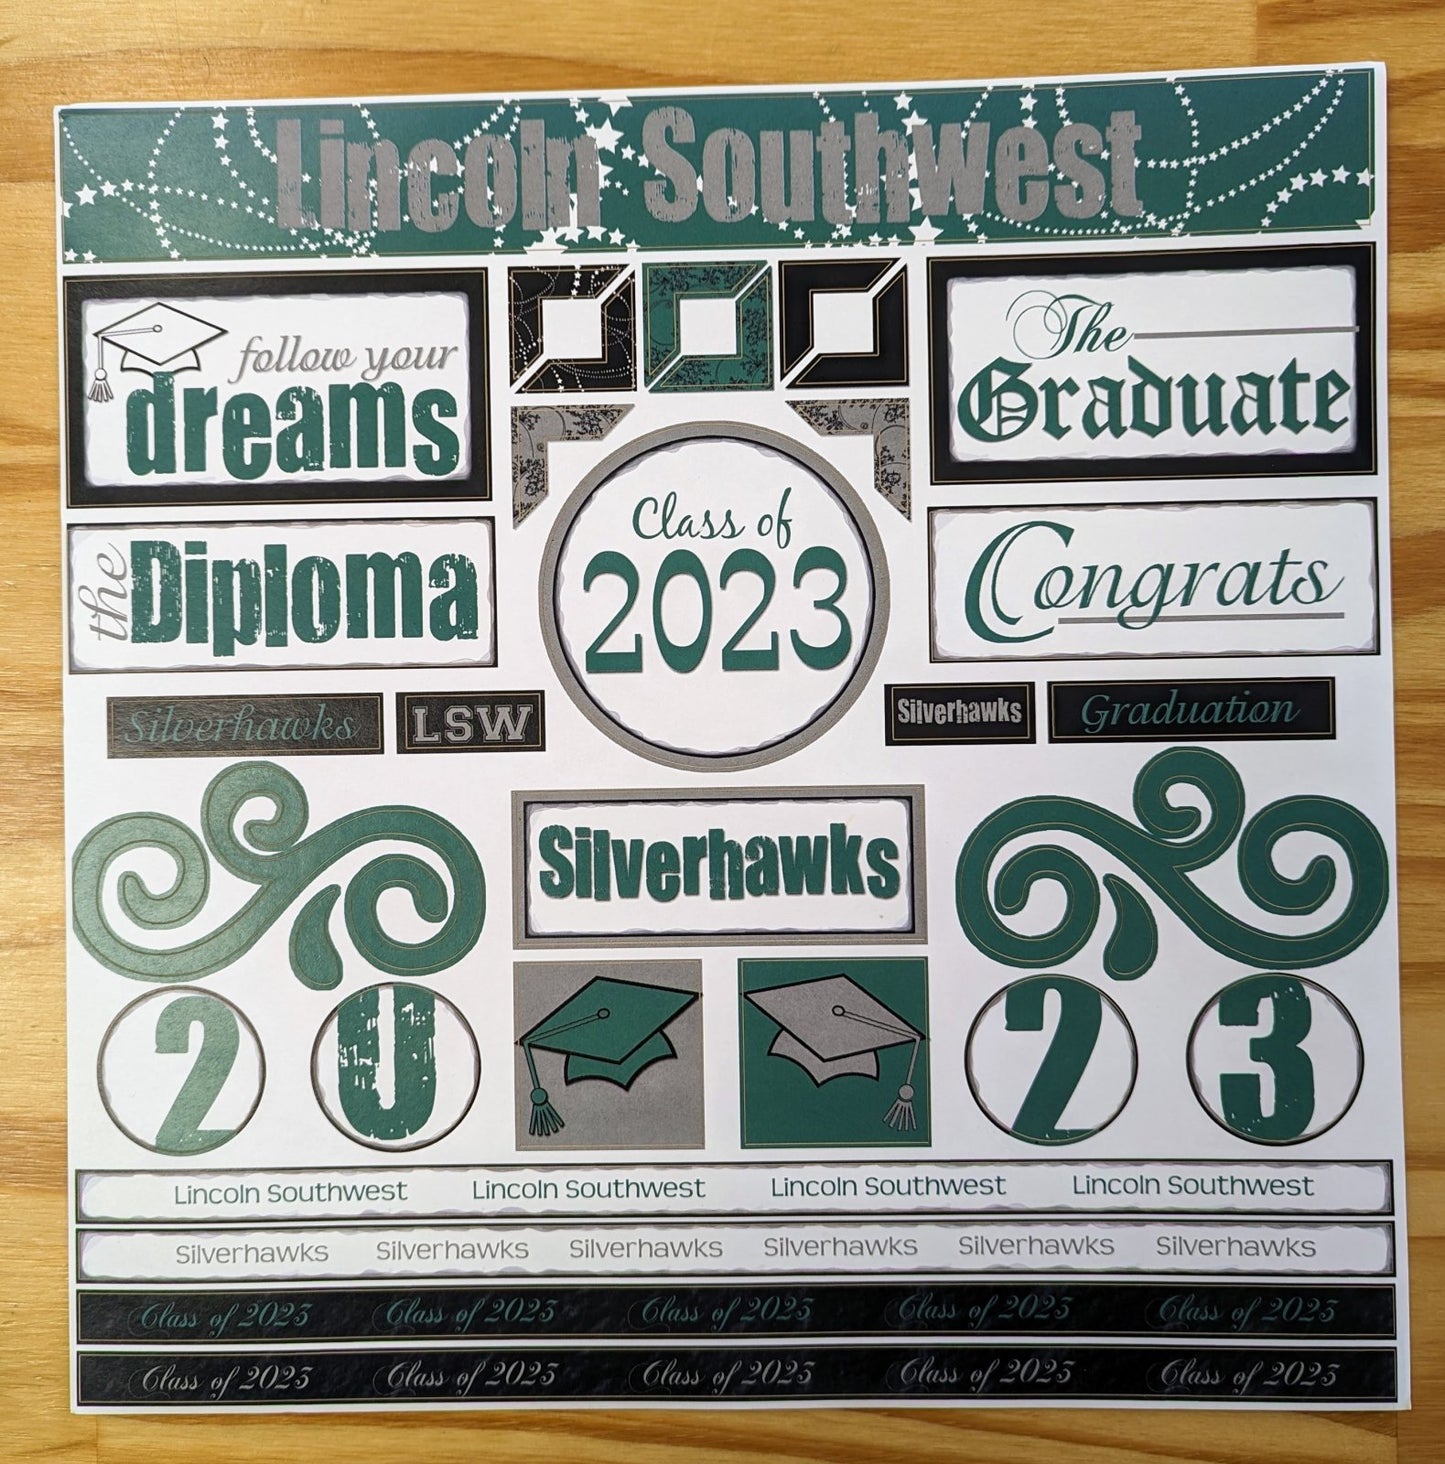 Lincoln Southwest
follow your
dreams
The
Graduate
the Diploma
Class of
2023
Congrats
Silverhawks
LSW
Silverhawks
Graduation
Silverhawks
2 0 2 3
Lincoln Southwest Lincoln Southwest Lincoln Southwest Lincoln Southwest
Silverhawks Silverhawks Silverhawks Silverhawks Silverhawks Silverhawks
Class of 2023 Class of 2023 Class of 2023 Class of 2023 Class of 2023
Class of 2023 Class of 2023 Class of 2023 Class of 2023 Class of 2023